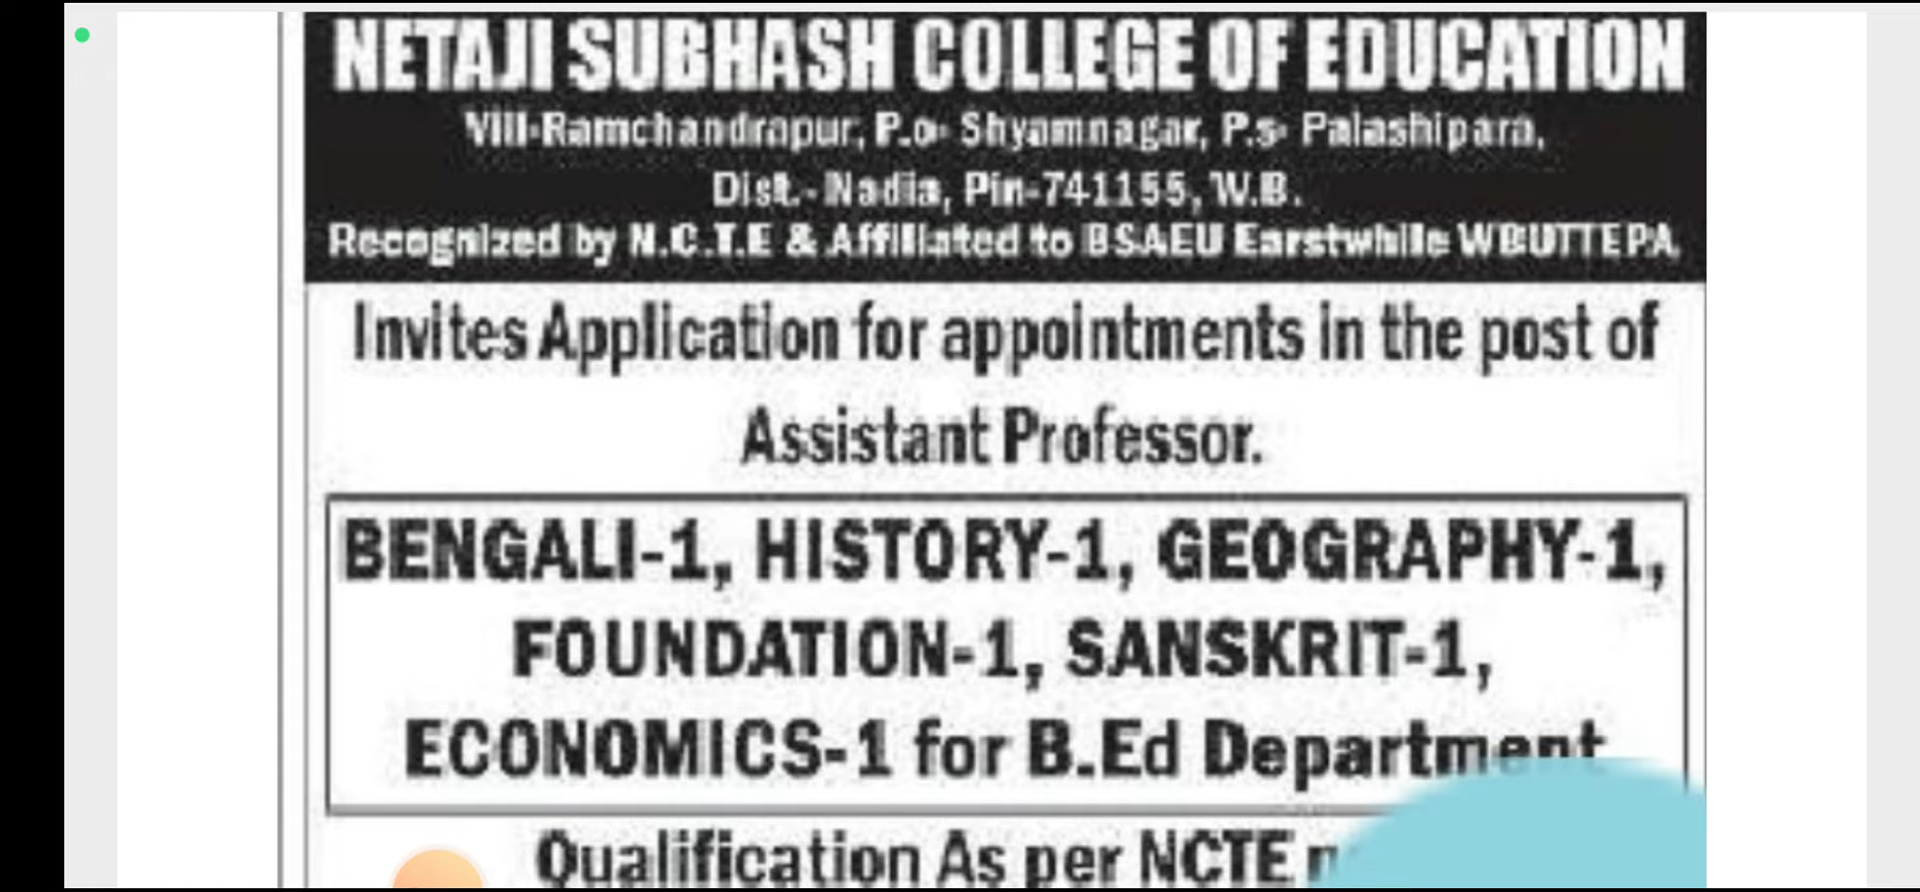 NETAJI SUBHASH COLLEGE OF EDUCATION
Vill-Ramchandrapur, P.o- Shyamnagar, P.s- Palashipara,
Dist.- Nadia, Pin-741155, W.B.
Recognized by N.C.T.E & Affiliated to BSAEU Earstwhile WBUTTEPA.
Invites Application for appointments in the post of
Assistant Professor.
BENGALI-1, HISTORY-1, GEOGRAPHY-1,
FOUNDATION-1, SANSKRIT-1,
ECONOMICS-1 for B.Ed Department
Qualification As per NCTE